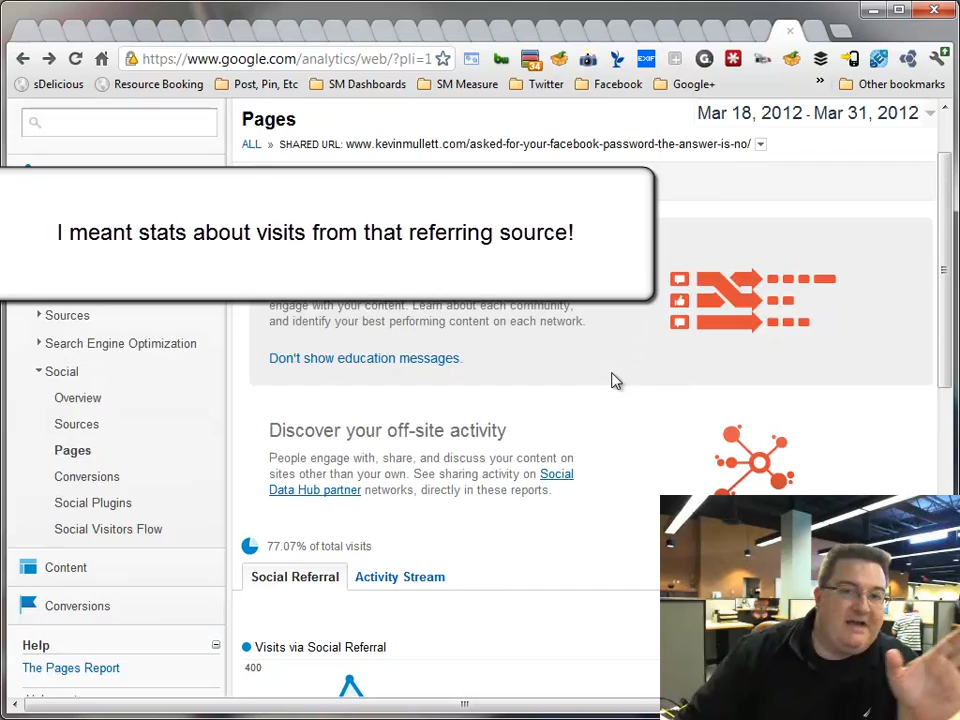 https://www.google.com/analytics/web/?pli=1
34
EXIF
sDelicious
Resource Booking
Post, Pin, Etc
SM Dashboards
SM Measure
Twitter
Facebook
Google+
»
Other bookmarks
Pages
Mar 18, 2012 - Mar 31, 2012
ALL » SHARED URL: www.kevinmullett.com/asked-for-your-facebook-password-the-answer-is-no/
I meant stats about visits from that referring source!
engage with your content. Learn about each community,
and identify your best performing content on each network.
Don't show education messages.
Sources
Search Engine Optimization
Social
Overview
Sources
Pages
Conversions
Social Plugins
Social Visitors Flow
Content
Conversions
Help
The Pages Report
Discover your off-site activity
People engage with, share, and discuss your content on
sites other than your own. See sharing activity on Social
Data Hub partner networks, directly in these reports.
77.07% of total visits
Social Referral
Activity Stream
Visits via Social Referral
400